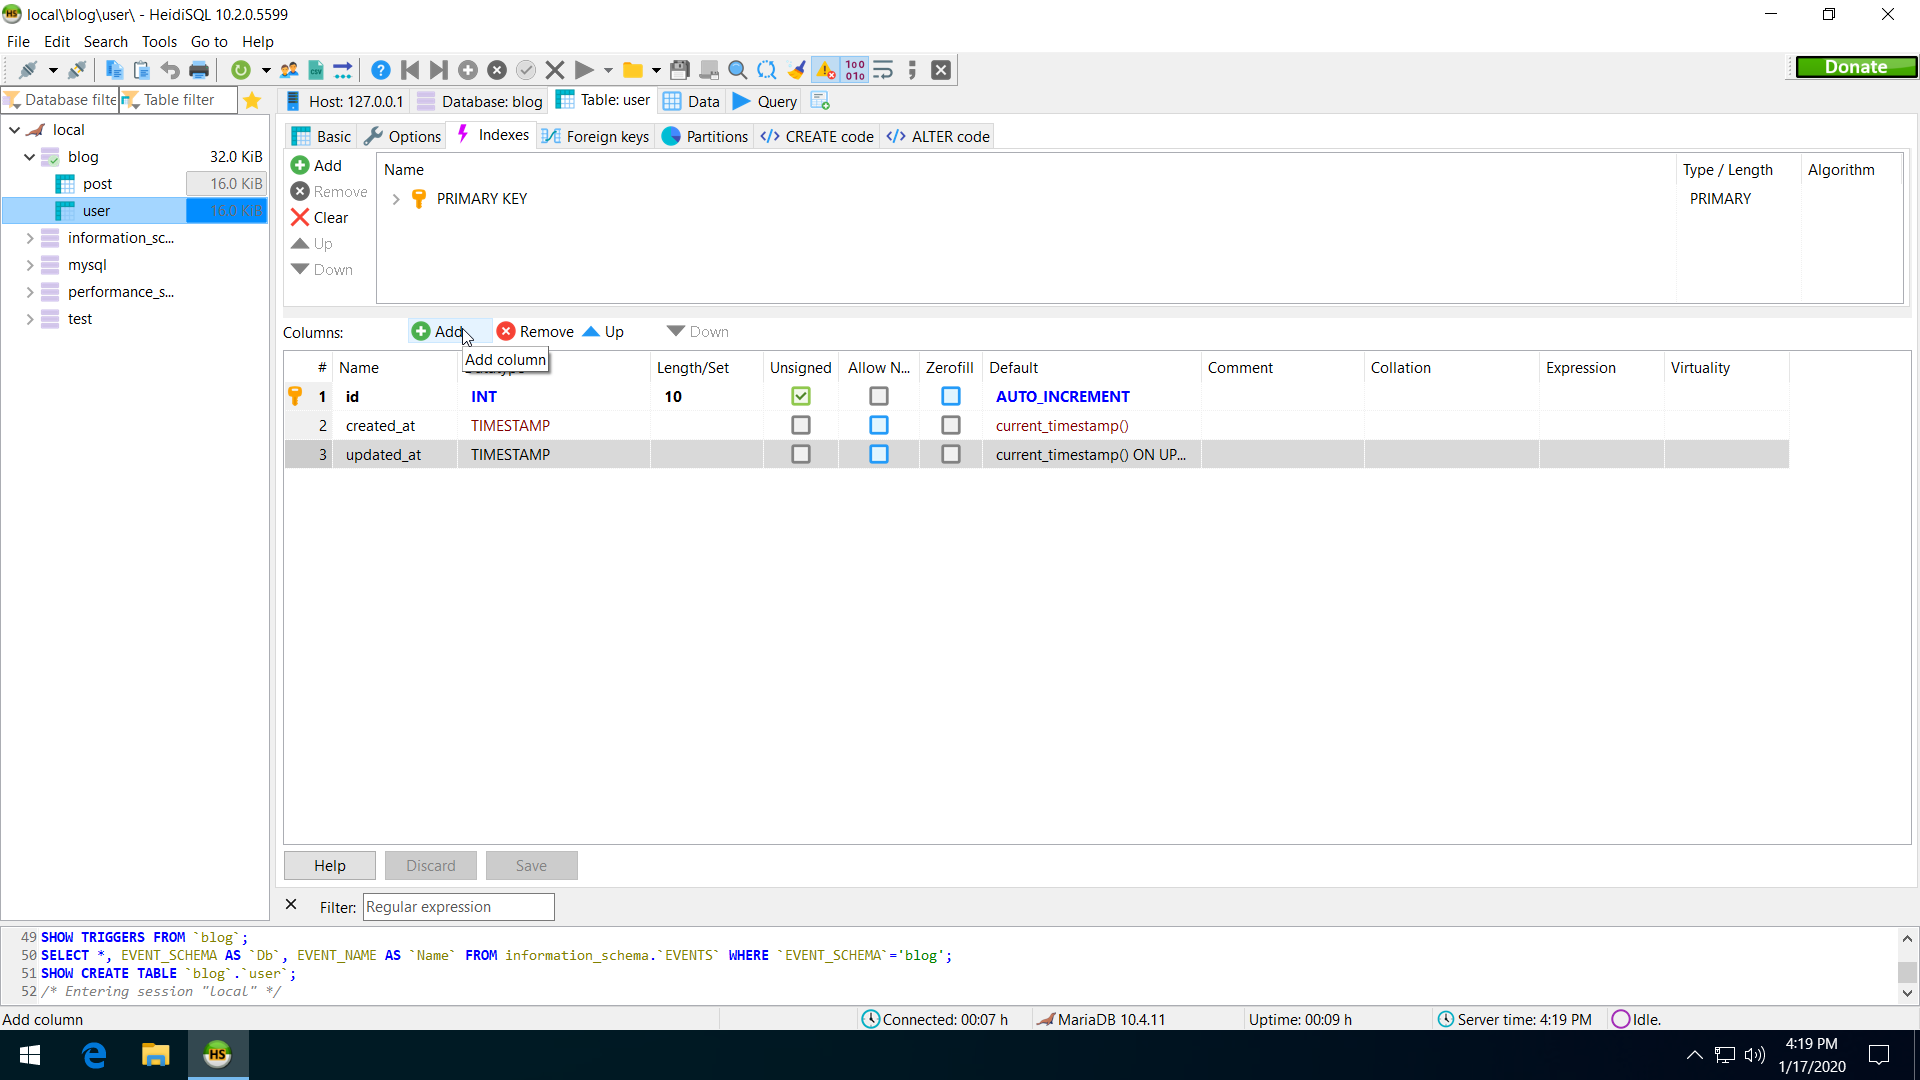 local\blog\user\ - HeidiSQL 10.2.0.5599
File Edit Search Tools Go to Help
Donate
Database filte Table filter
Host: 127.0.0.1 Database: blog Table: user Data Query
local
blog 32.0 KiB
post 16.0 KiB
user 16.0 KiB
information_sc...
mysql
performance_s...
test
Basic Options Indexes Foreign keys Partitions CREATE code ALTER code
Add
Remove
Clear
Up
Down
Name Type / Length Algorithm
PRIMARY KEY PRIMARY
Columns: Add Remove Up Down
Add column
# Name Length/Set Unsigned Allow N... Zerofill Default Comment Collation Expression Virtuality
1 id INT 10 AUTO_INCREMENT
2 created_at TIMESTAMP current_timestamp()
3 updated_at TIMESTAMP current_timestamp() ON UP...
Help Discard Save
Filter: Regular expression
49 SHOW TRIGGERS FROM `blog`;
50 SELECT *, EVENT_SCHEMA AS `Db`, EVENT_NAME AS `Name` FROM information_schema.`EVENTS` WHERE `EVENT_SCHEMA`='blog';
51 SHOW CREATE TABLE `blog`.`user`;
52 /* Entering session "local" */
Add column Connected: 00:07 h MariaDB 10.4.11 Uptime: 00:09 h Server time: 4:19 PM Idle.
HS
4:19 PM
1/17/2020